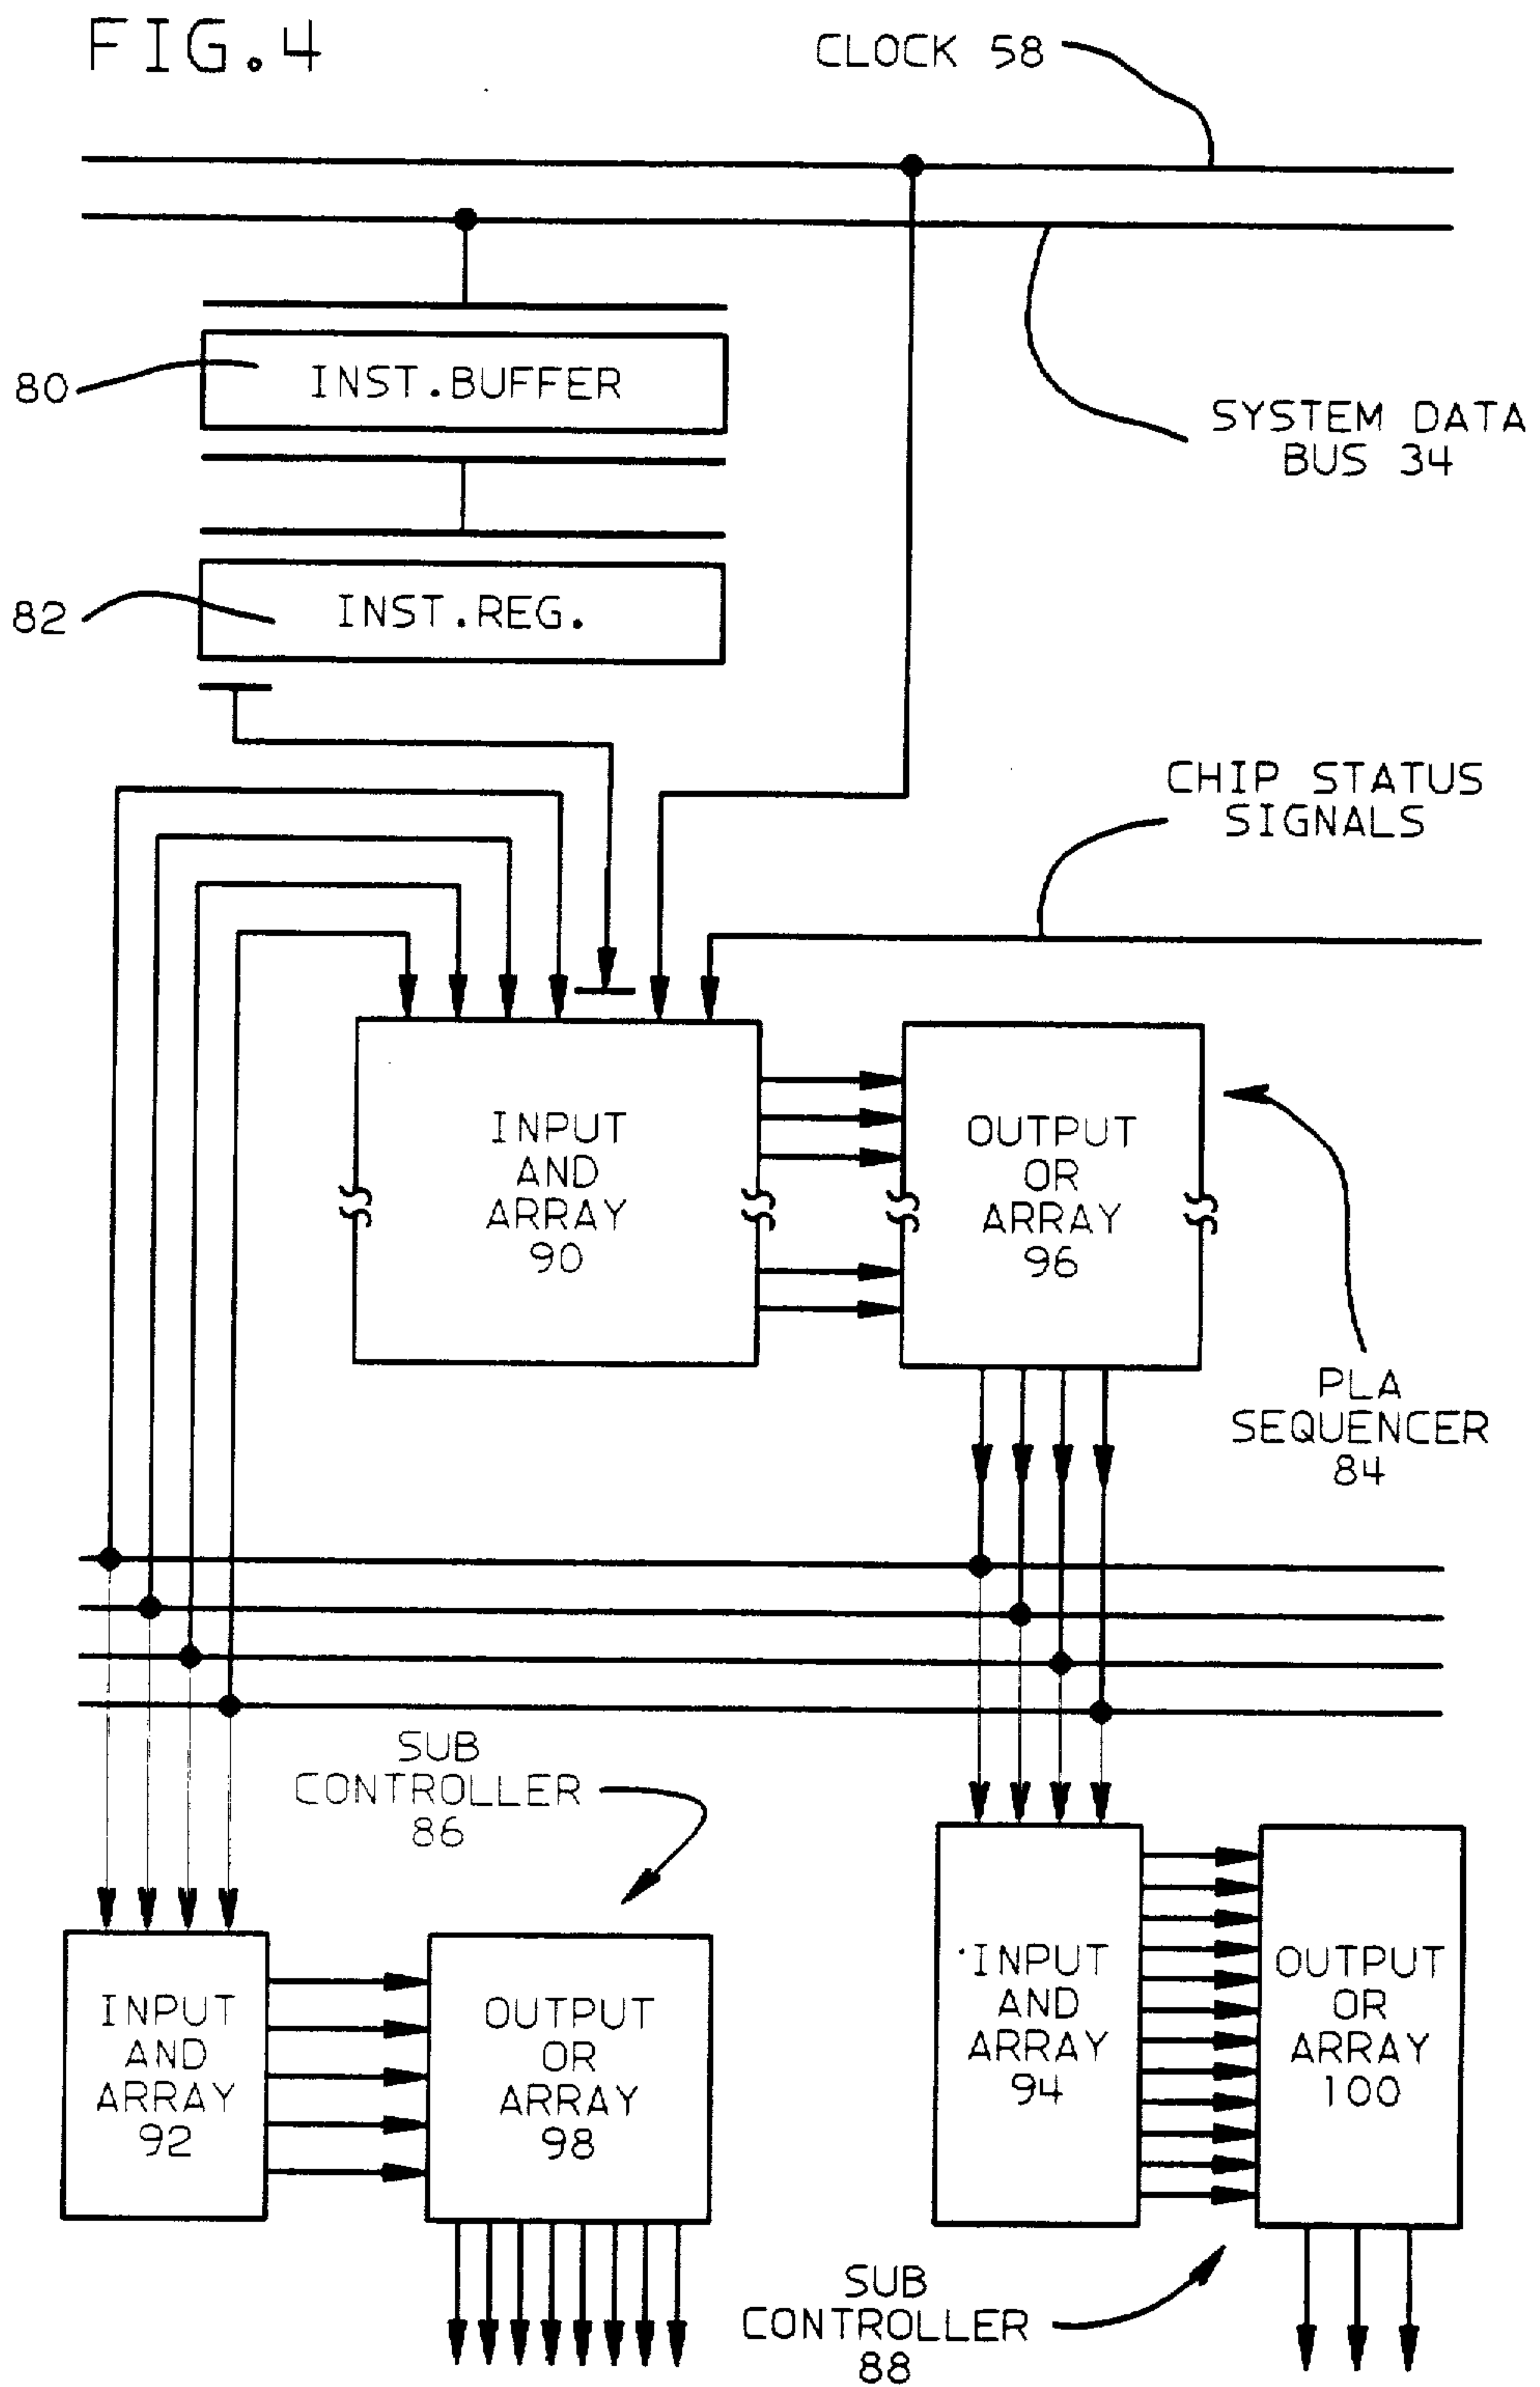 FIG.4
CLOCK 58
80
INST.BUFFER
SYSTEM DATA
BUS 34
82
INST.REG.
CHIP STATUS
SIGNALS
INPUT
AND
ARRAY
90
OUTPUT
OR
ARRAY
96
PLA
SEQUENCER
84
SUB
CONTROLLER
86
INPUT
AND
ARRAY
92
OUTPUT
OR
ARRAY
98
INPUT
AND
ARRAY
94
OUTPUT
OR
ARRAY
100
SUB
CONTROLLER
88